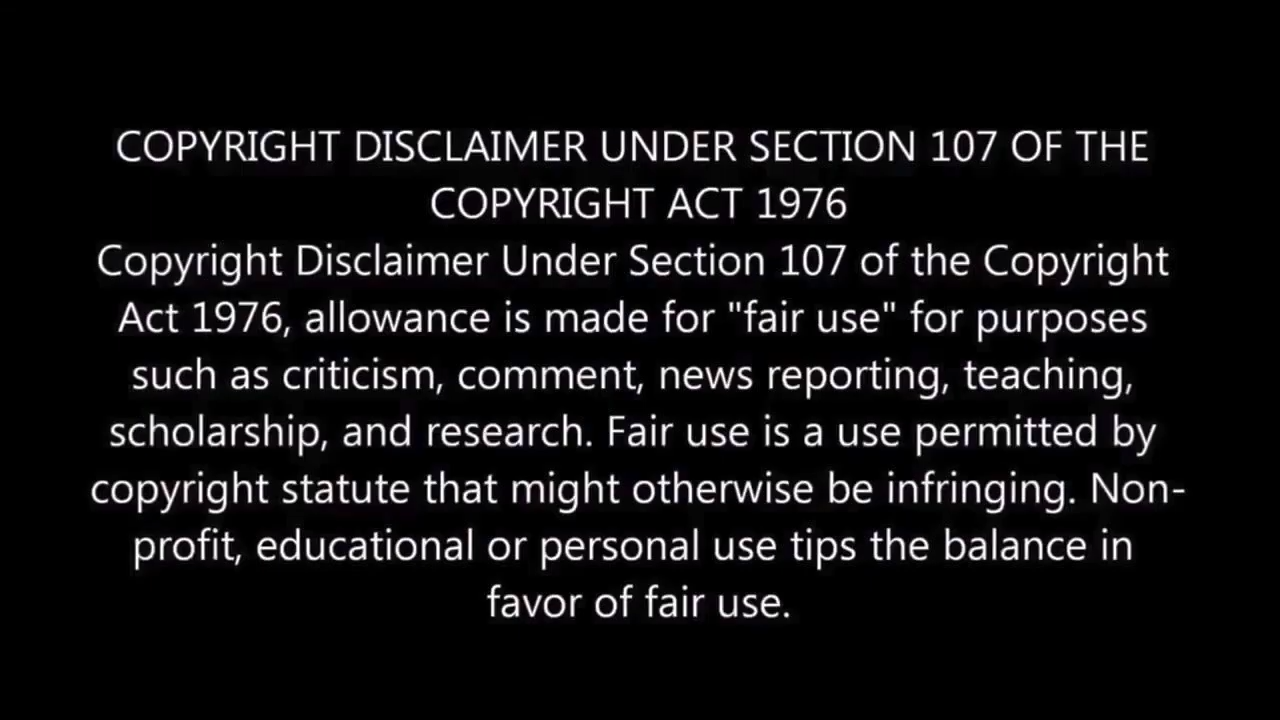 COPYRIGHT DISCLAIMER UNDER SECTION 107 OF THE
COPYRIGHT ACT 1976
Copyright Disclaimer Under Section 107 of the Copyright
Act 1976, allowance is made for "fair use" for purposes
such as criticism, comment, news reporting, teaching,
scholarship, and research. Fair use is a use permitted by
copyright statute that might otherwise be infringing. Non-
profit, educational or personal use tips the balance in
favor of fair use.